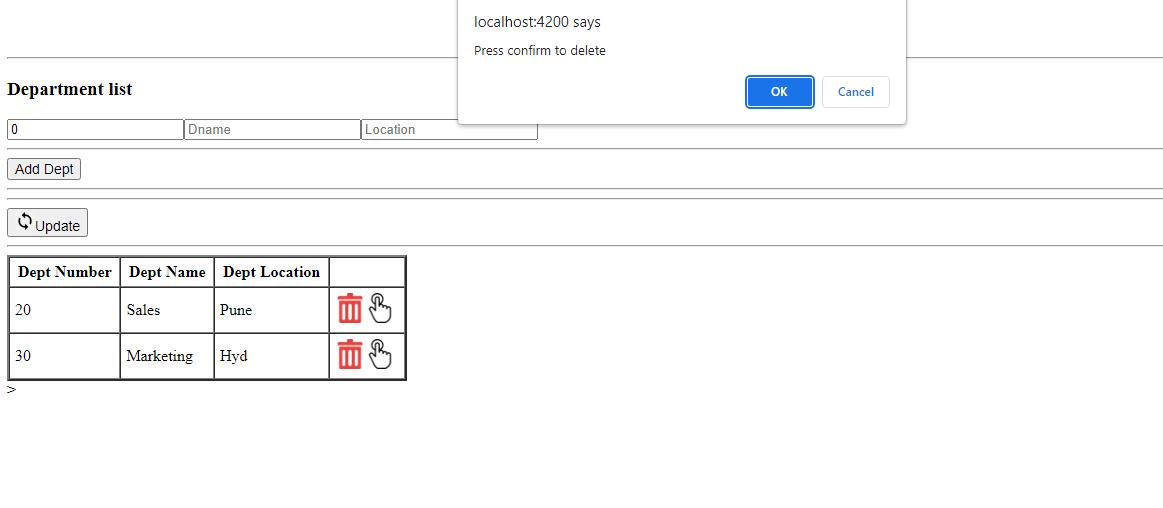 localhost:4200 says
Press confirm to delete
OK Cancel
Department list
0 Dname Location
Add Dept
Update
Dept Number Dept Name Dept Location
20 Sales Pune
30 Marketing Hyd
>